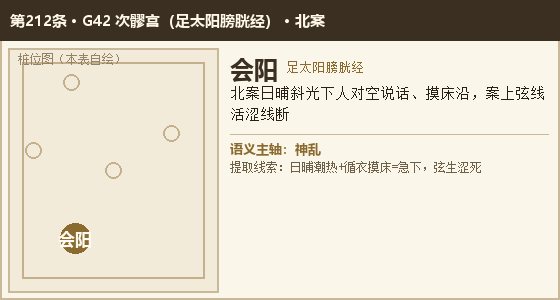 第212条・G42 次髎宫（足太阳膀胱经）・北案
桩位图（本表自绘）
会阳
会阳 足太阳膀胱经
北案日晡斜光下人对空说话、摸床沿，案上弦线
活涩线断
语义主轴：神乱
提取线索：日晡潮热+循衣摸床=急下，弦生涩死